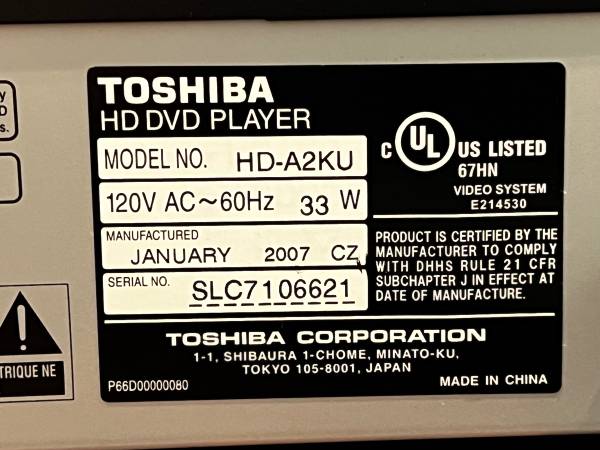 y
D
s.
TOSHIBA
HD DVD PLAYER
MODEL NO. HD-A2KU
120V AC~60Hz 33 W
MANUFACTURED
JANUARY 2007 CZ
SERIAL NO. SLC7106621
C UL US LISTED
67HN
VIDEO SYSTEM
E214530
PRODUCT IS CERTIFIED BY THE
MANUFACTURER TO COMPLY
WITH DHHS RULE 21 CFR
SUBCHAPTER J IN EFFECT AT
DATE OF MANUFACTURE.
TOSHIBA CORPORATION
1-1, SHIBAURA 1-CHOME, MINATO-KU,
TOKYO 105-8001, JAPAN
P66D00000080
MADE IN CHINA
TRIQUE NE